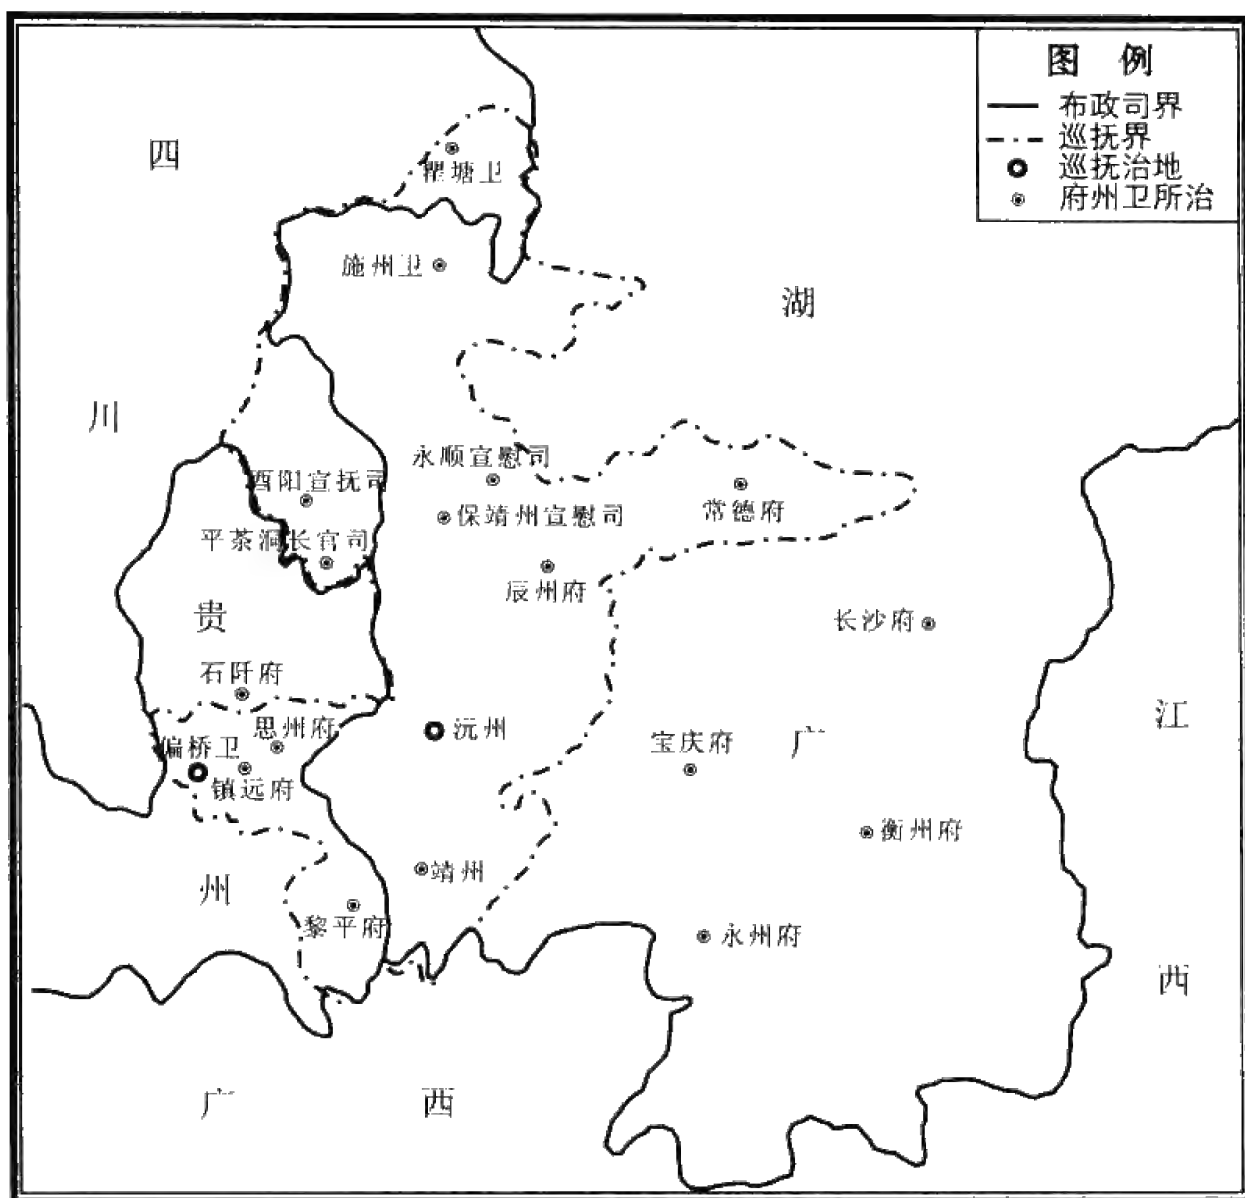 图 例
布政司界
巡抚界
巡抚治地
府州卫所治
四
瞿塘卫
施州卫
湖
川
永顺宣慰司
酉阳宣抚司
常德府
保靖州宣慰司
平茶洞长官司
辰州府
贵
长沙府
石阡府
思州府
沅州
江
偏桥卫
宝庆府
广
镇远府
衡州府
靖州
州
黎平府
永州府
西
广
西